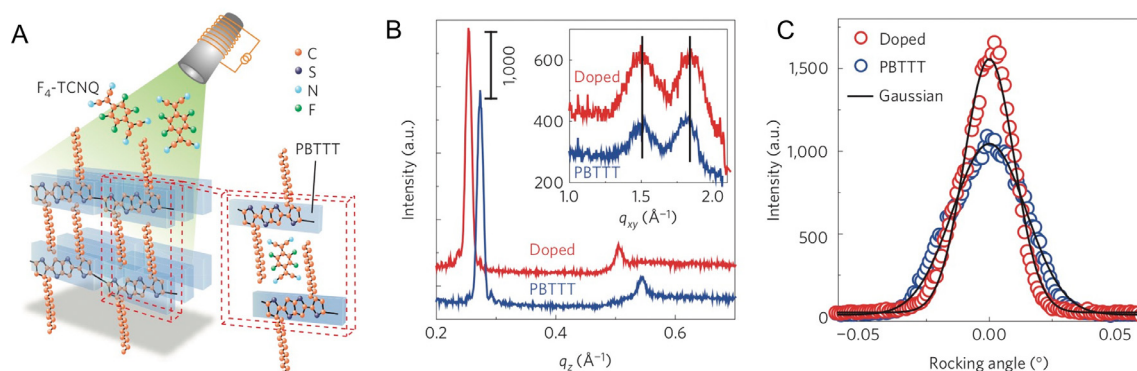 A
F₄-TCNQ
C
S
N
F
PBTTT
B
Intensity (a.u.)
1,000
600
400
200
Doped
PBTTT
1.0
1.5
2.0
qxy (Å⁻¹)
Doped
PBTTT
0.2
0.4
0.6
qz (Å⁻¹)
C
Intensity (a.u.)
1,500
1,000
500
0
Doped
PBTTT
Gaussian
−0.05
0.00
0.05
Rocking angle (°)